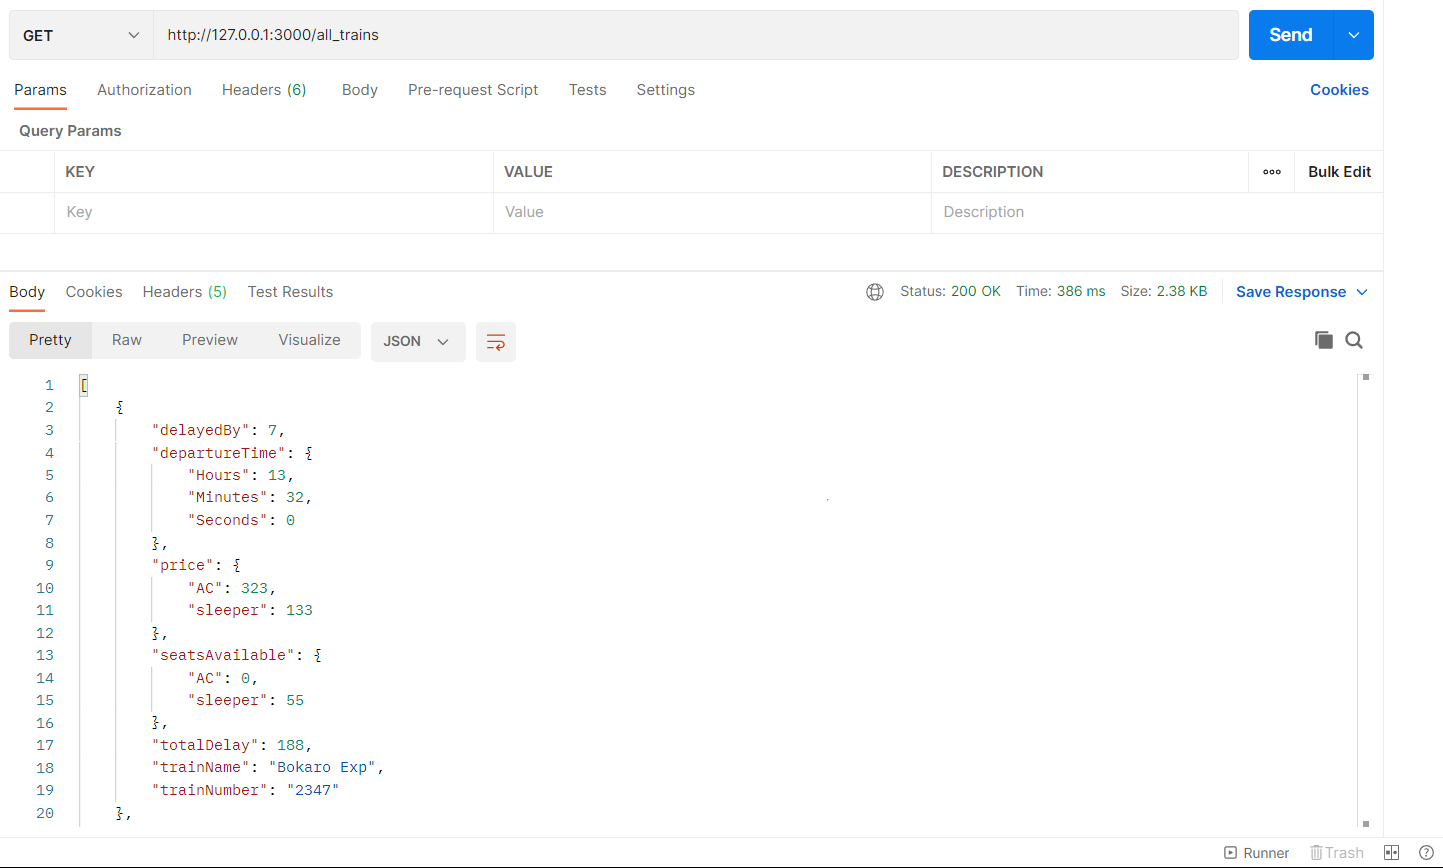 GET http://127.0.0.1:3000/all_trains Send
Params Authorization Headers (6) Body Pre-request Script Tests Settings Cookies
Query Params
KEY VALUE DESCRIPTION ooo Bulk Edit
Key Value Description
Body Cookies Headers (5) Test Results Status: 200 OK Time: 386 ms Size: 2.38 KB Save Response
Pretty Raw Preview Visualize JSON
1 [
2 {
3 "delayedBy": 7,
4 "departureTime": {
5 "Hours": 13,
6 "Minutes": 32,
7 "Seconds": 0
8 },
9 "price": {
10 "AC": 323,
11 "sleeper": 133
12 },
13 "seatsAvailable": {
14 "AC": 0,
15 "sleeper": 55
16 },
17 "totalDelay": 188,
18 "trainName": "Bokaro Exp",
19 "trainNumber": "2347"
20 },
Runner Trash